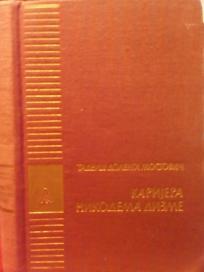 ТАДЕУШ ДОЛЕНГА МОСТОВИЧ
КАРИЈЕРА
НИКОДЕМА ДИЗМЕ